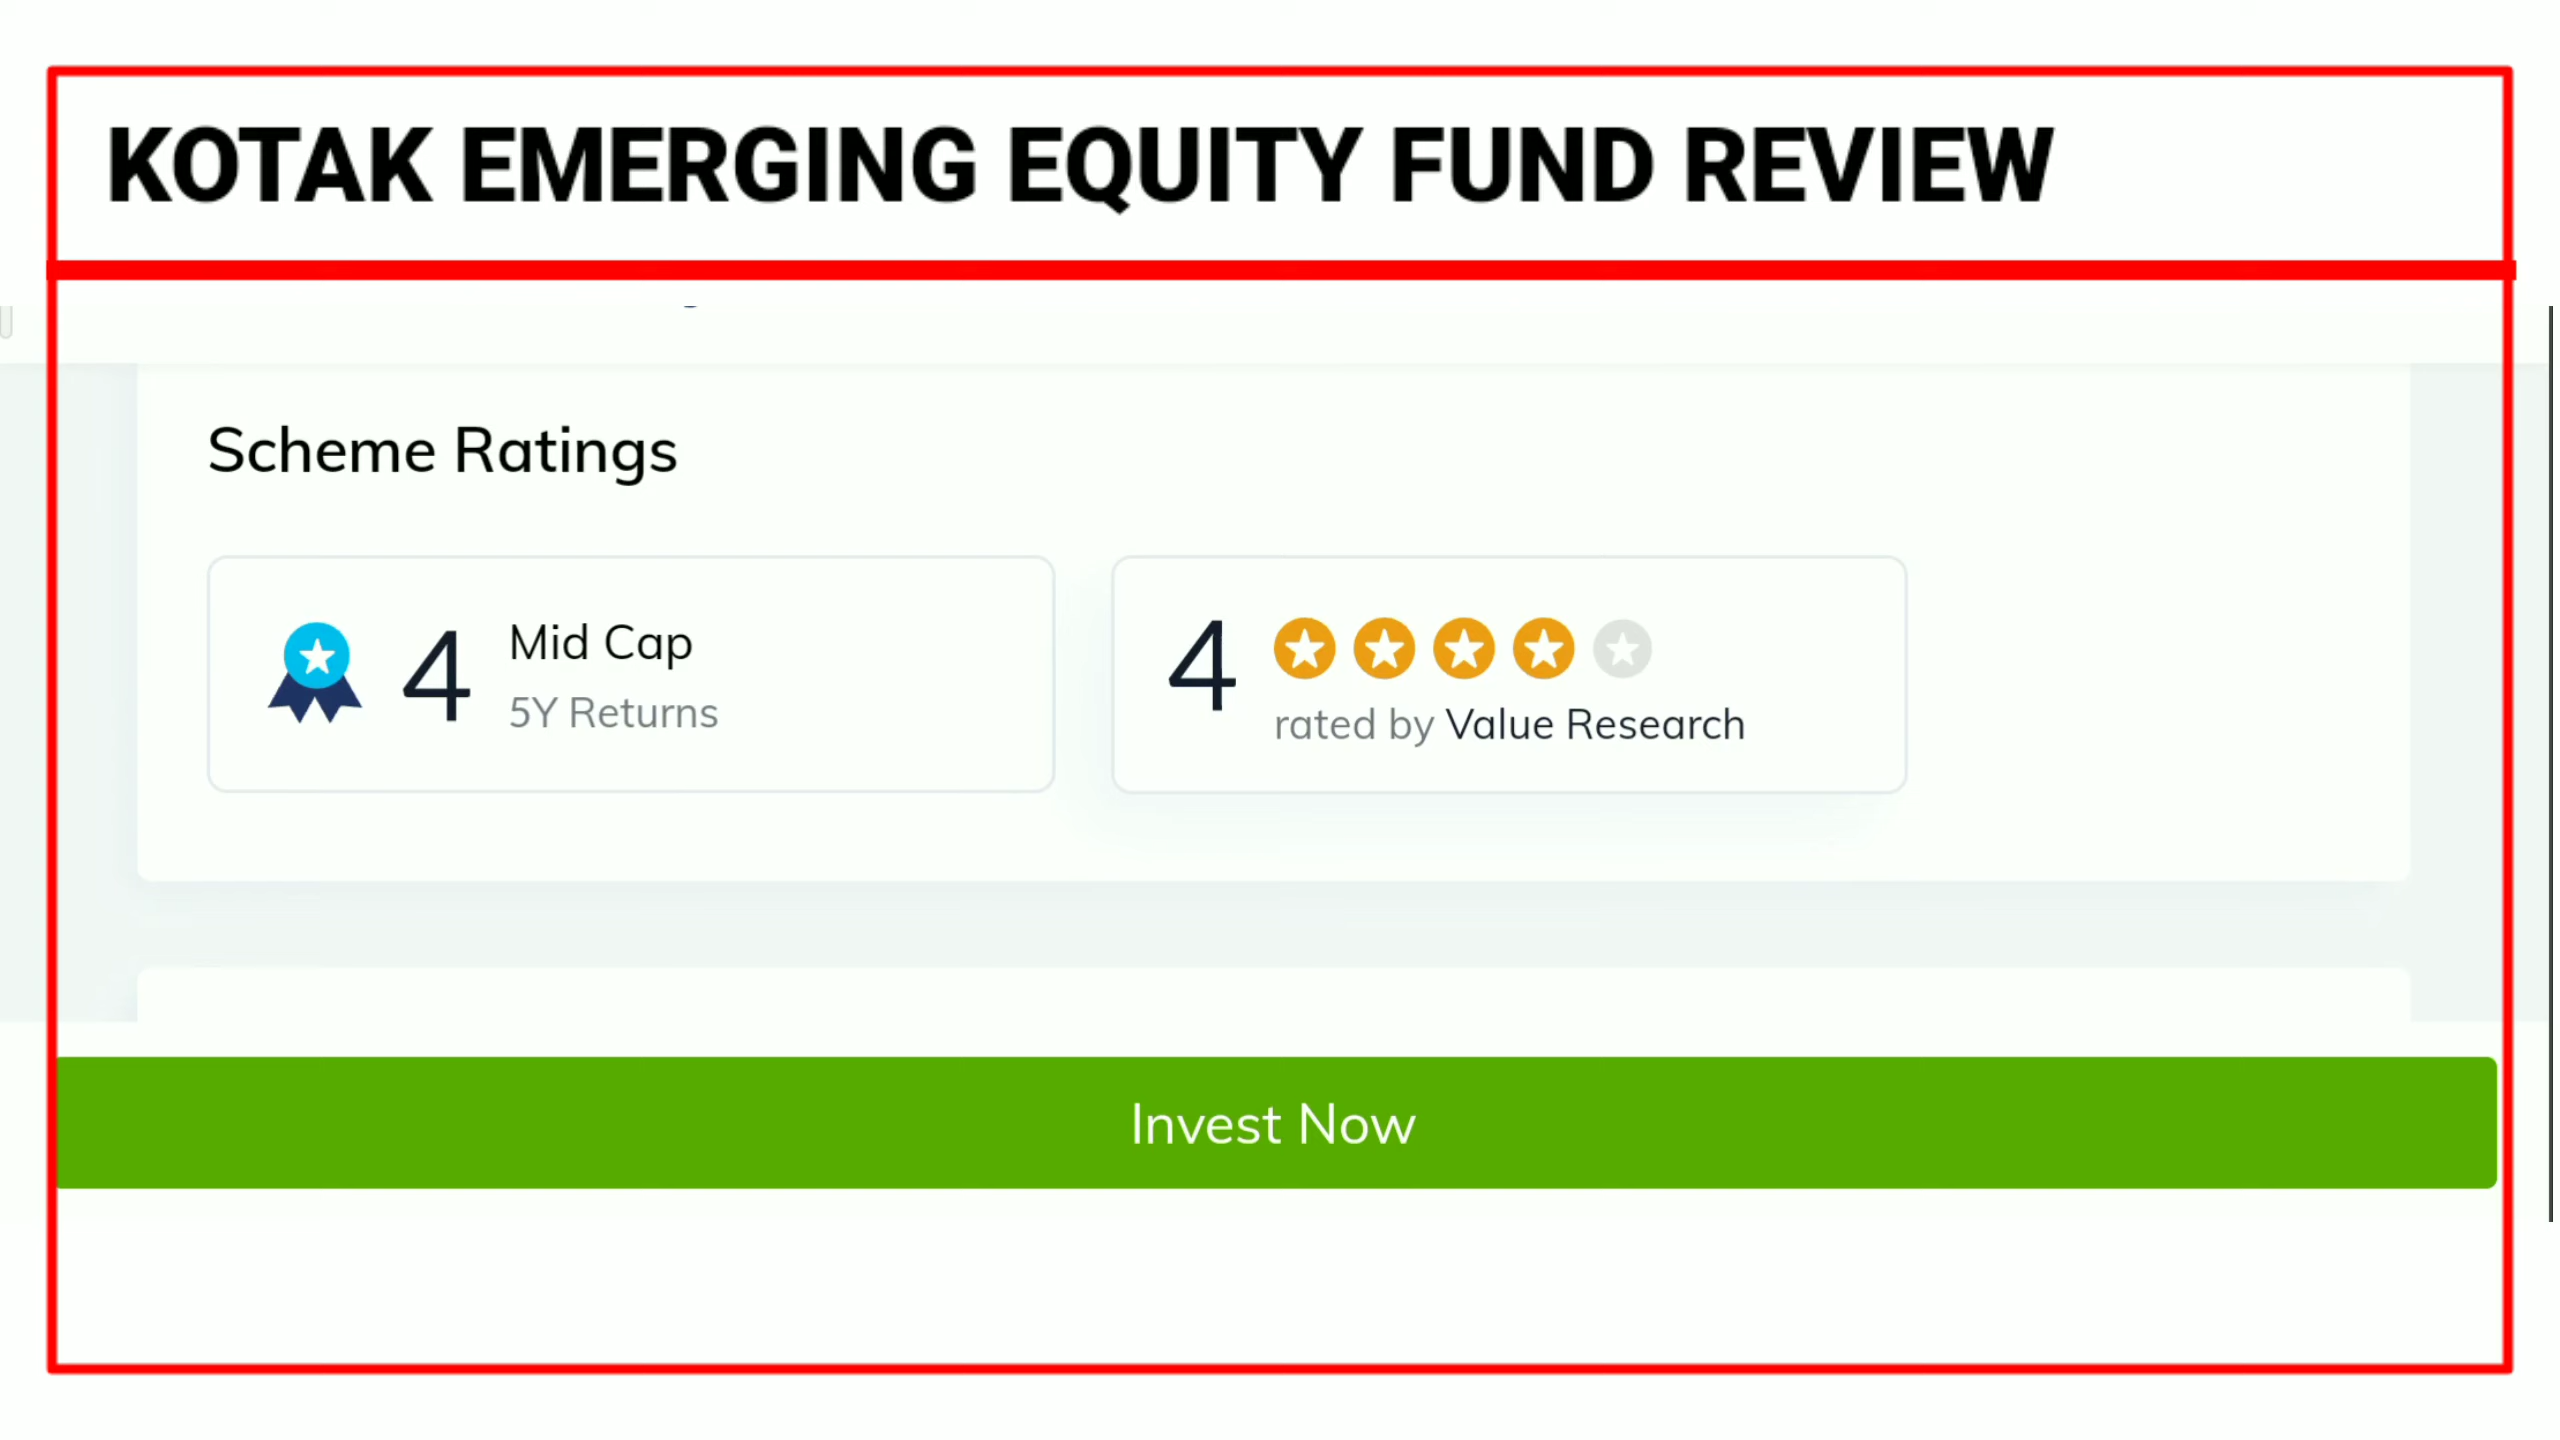 KOTAK EMERGING EQUITY FUND REVIEW
Scheme Ratings
4
Mid Cap
5Y Returns
4
rated by Value Research
Invest Now